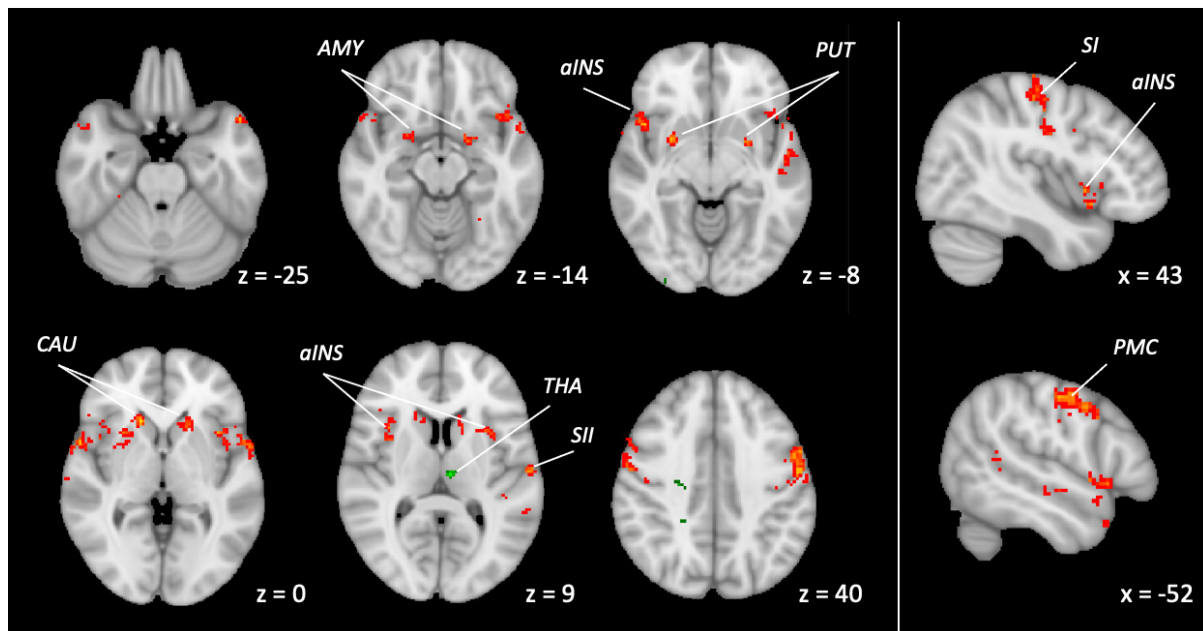 AMY
aINS
PUT
SI
aINS
z = -25
z = -14
z = -8
x = 43
CAU
aINS
THA
SII
PMC
z = 0
z = 9
z = 40
x = -52